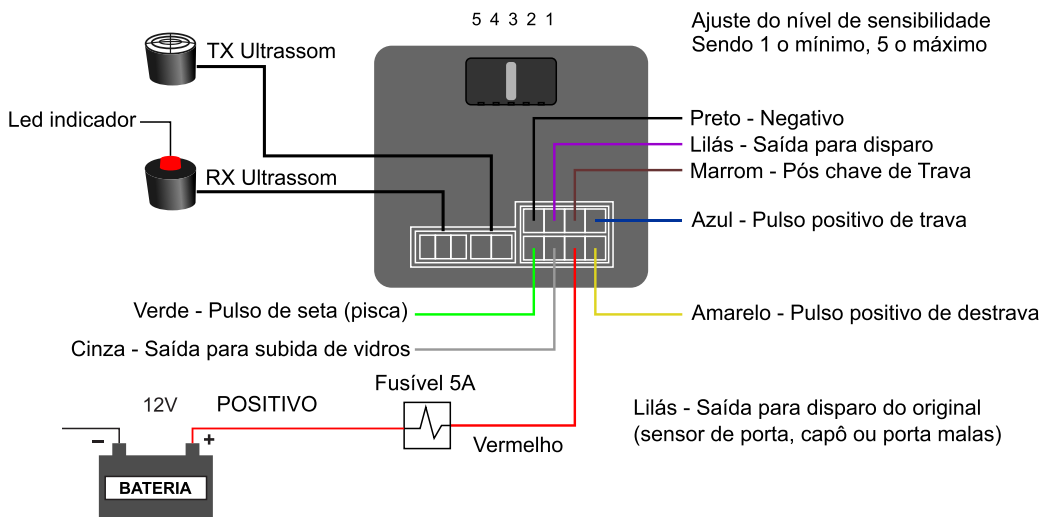 5 4 3 2 1
Ajuste do nível de sensibilidade
Sendo 1 o mínimo, 5 o máximo
TX Ultrassom
Led indicador
RX Ultrassom
Preto - Negativo
Lilás - Saída para disparo
Marrom - Pós chave de Trava
Azul - Pulso positivo de trava
Verde - Pulso de seta (pisca)
Amarelo - Pulso positivo de destrava
Cinza - Saída para subida de vidros
Fusível 5A
12V
POSITIVO
Vermelho
Lilás - Saída para disparo do original
(sensor de porta, capô ou porta malas)
– +
BATERIA